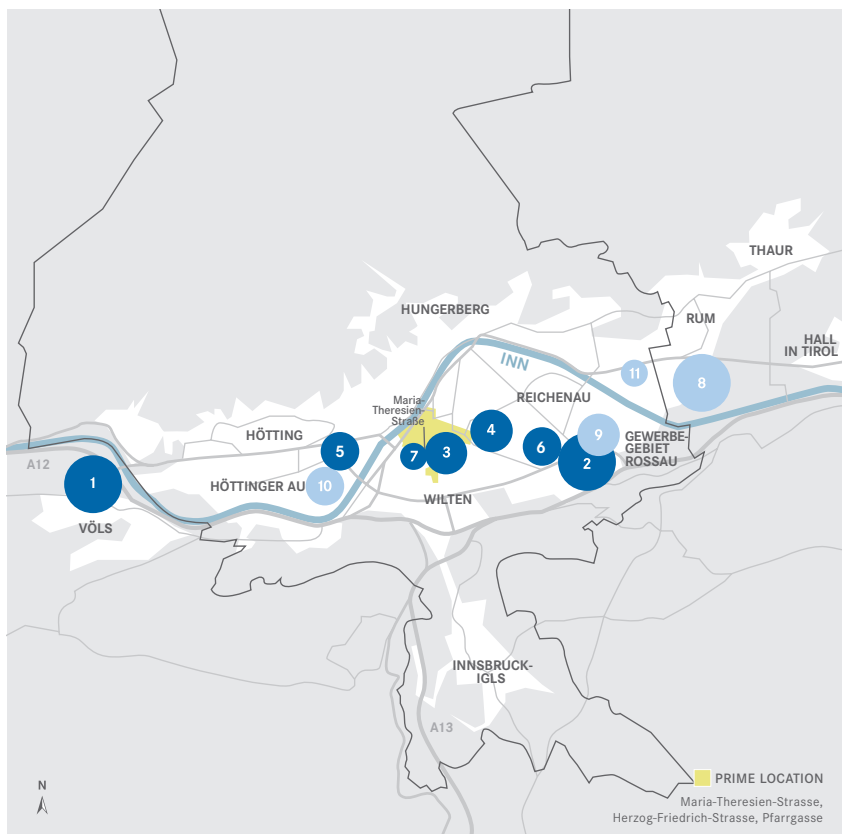 THAUR
HUNGERBERG
RUM
HALL
IN TIROL
INN
11
8
REICHENAU
Maria-
Theresien-
Straße
HÖTTING
4
9
GEWERBE-
GEBIET
ROSSAU
5
6
7
3
2
A12
1
HÖTTINGER AU
10
WILTEN
VÖLS
INNSBRUCK-
IGLS
A13
N
PRIME LOCATION
Maria-Theresien-Strasse,
Herzog-Friedrich-Strasse, Pfarrgasse